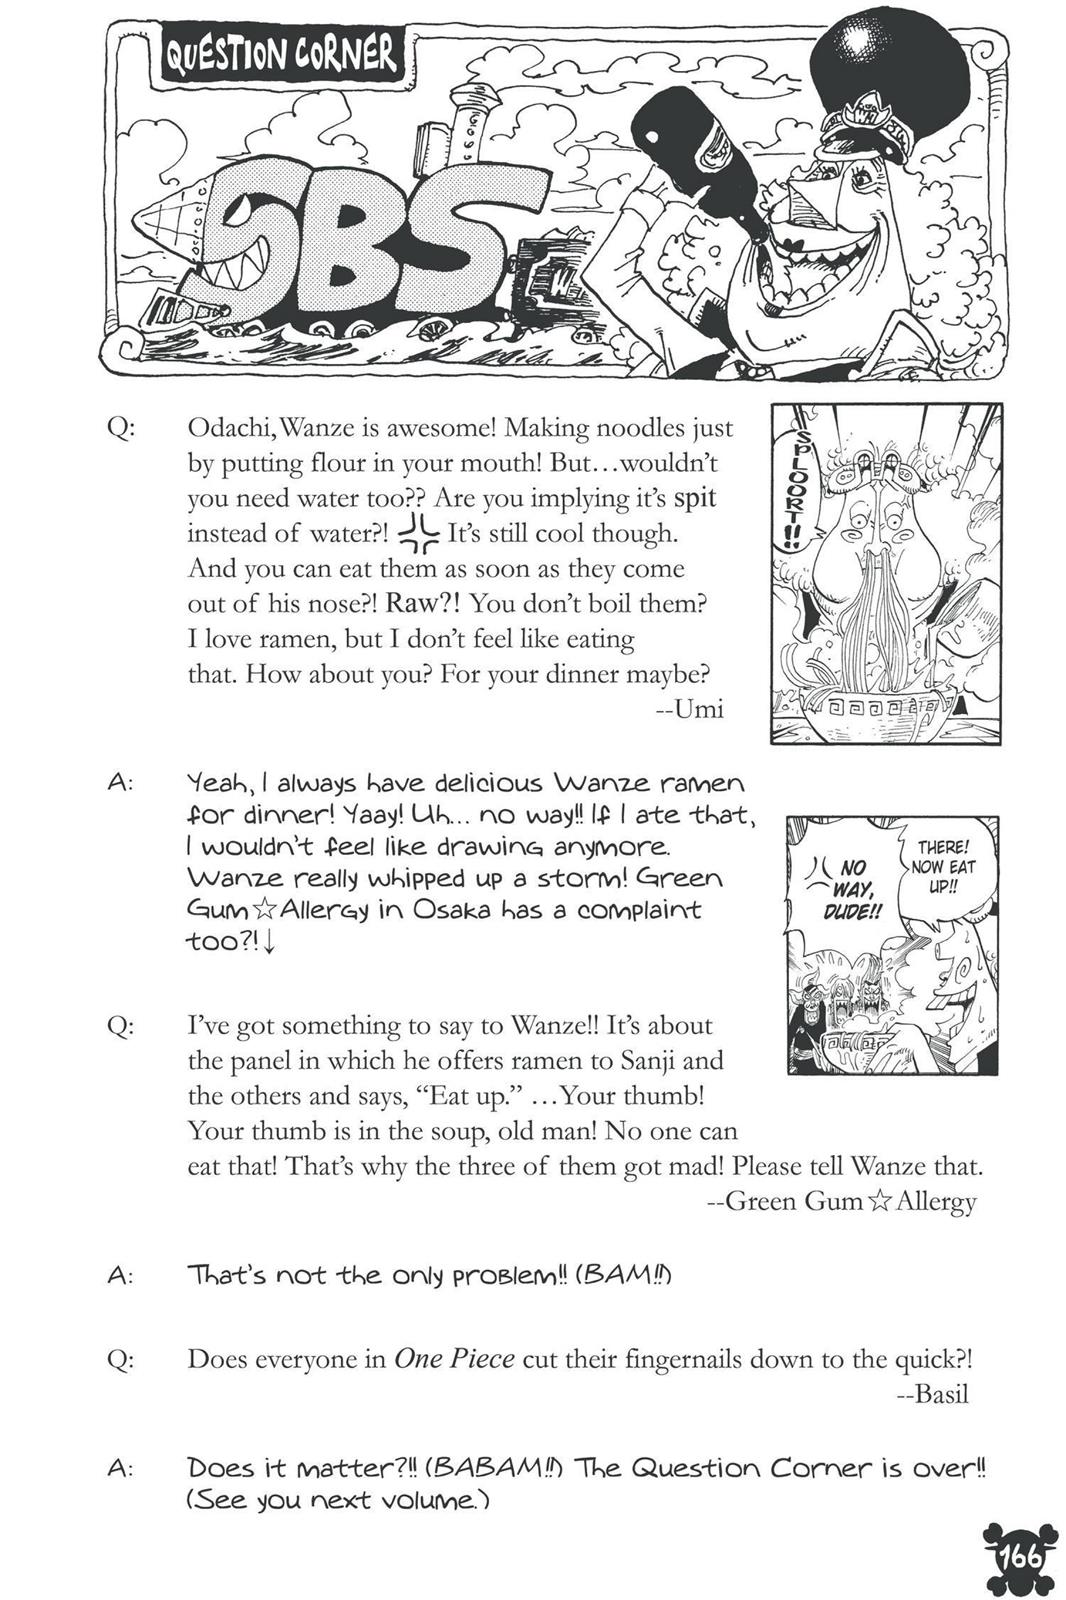 QUESTION CORNER
SBS
W
Q: Odachi, Wanze is awesome! Making noodles just
by putting flour in your mouth! But…wouldn't
you need water too?? Are you implying it's spit
instead of water?! It's still cool though.
And you can eat them as soon as they come
out of his nose?! Raw?! You don't boil them?
I love ramen, but I don't feel like eating
that. How about you? For your dinner maybe?
--Umi
SPLOORT!!
A: Yeah, I always have delicious Wanze ramen
for dinner! Yaay! Uh... no way!! If I ate that,
I wouldn't feel like drawing anymore.
Wanze really whipped up a storm! Green
Gum☆Allergy in Osaka has a complaint
too?!↓
THERE!
NOW EAT
UP!!
NO
WAY,
DUDE!!
Q: I've got something to say to Wanze!! It's about
the panel in which he offers ramen to Sanji and
the others and says, “Eat up.” …Your thumb!
Your thumb is in the soup, old man! No one can
eat that! That's why the three of them got mad! Please tell Wanze that.
--Green Gum☆Allergy
A: That's not the only problem!! (BAM!!)
Q: Does everyone in One Piece cut their fingernails down to the quick?!
--Basil
A: Does it matter?!! (BABAM!!) The Question Corner is over!!
(See you next volume.)
166